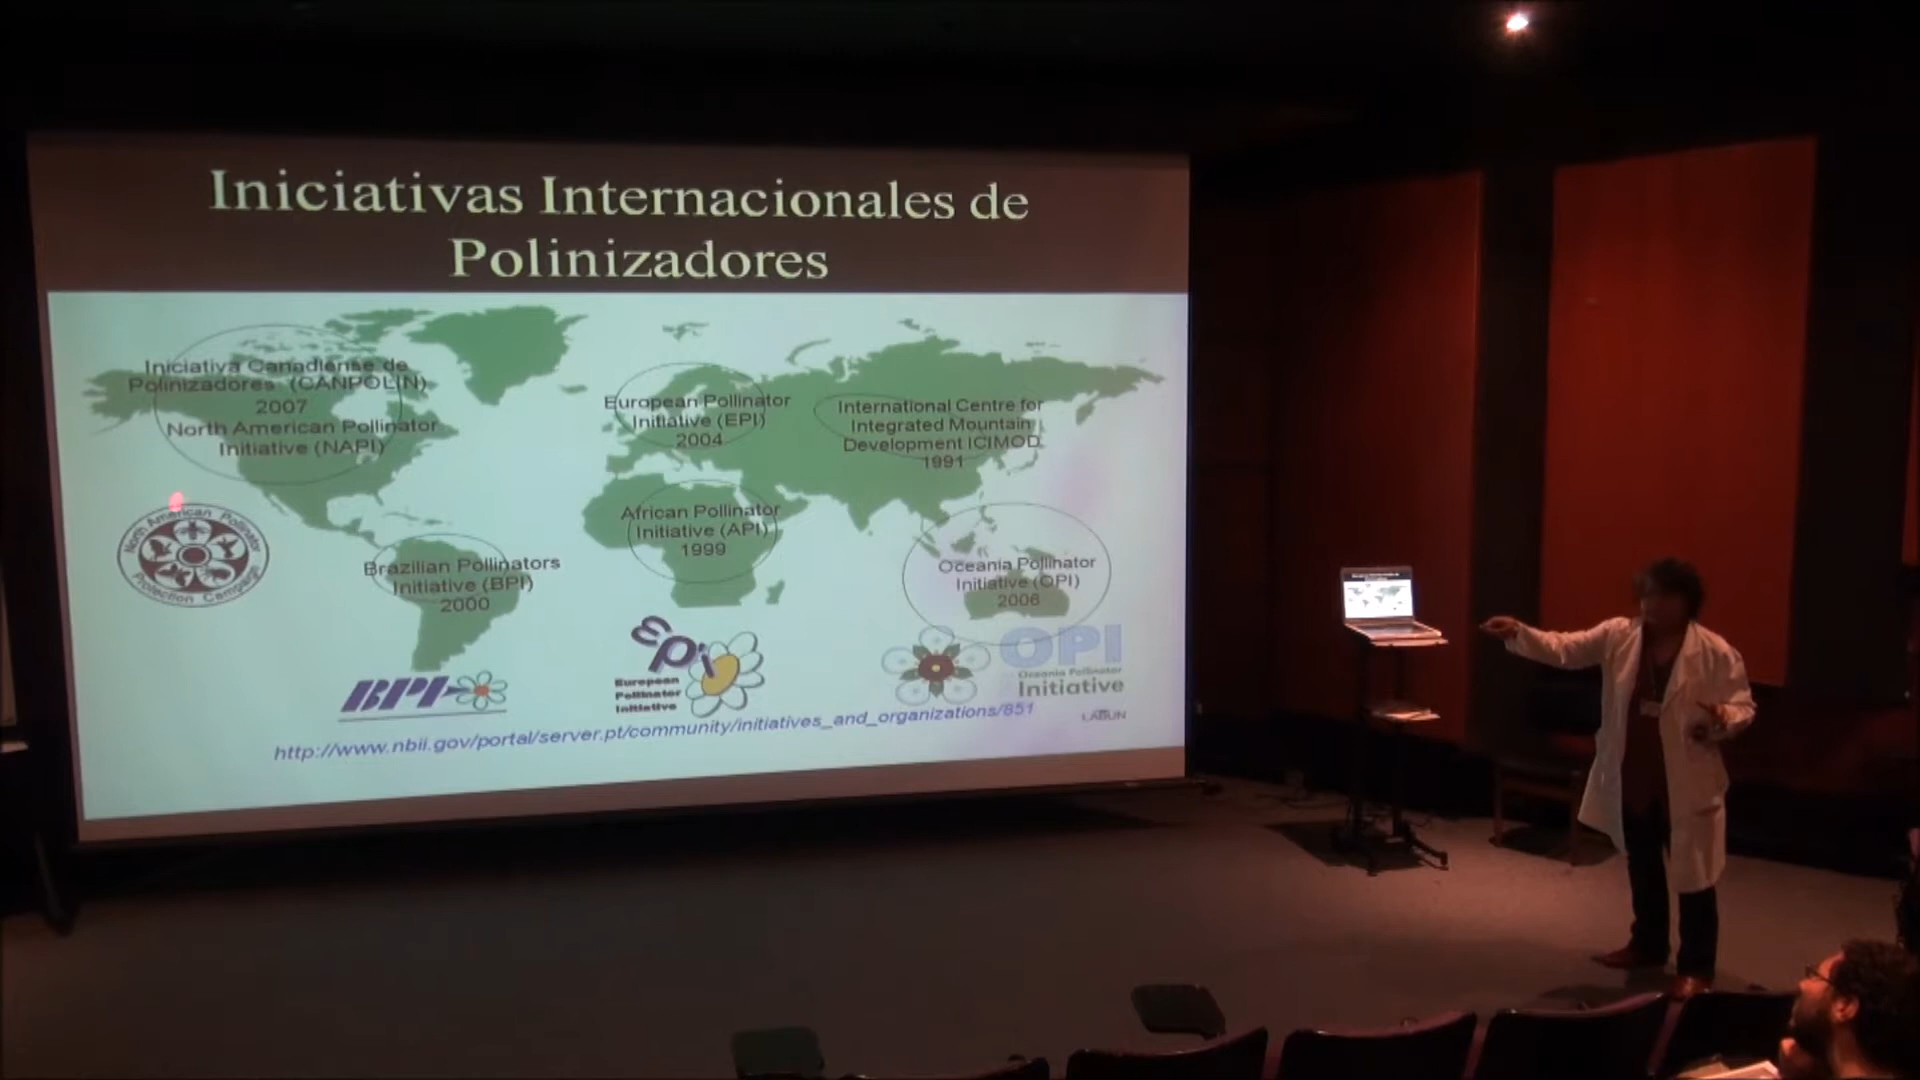 Iniciativas Internacionales de
Polinizadores
Iniciativa Canadiense de
Polinizadores (CANPOLIN)
2007
North American Pollinator
Initiative (NAPI)
European Pollinator
Initiative (EPI)
2004
International Centre for
Integrated Mountain
Development ICIMOD
1991
African Pollinator
Initiative (API)
1999
Brazilian Pollinators
Initiative (BPI)
2000
Oceania Pollinator
Initiative (OPI)
2006
North American Pollinator
Protection Campaign
BPI
εpi
European
Pollinator
Initiative
OPI
Oceania Pollinator
Initiative
LABUN
http://www.nbii.gov/portal/server.pt/community/initiatives_and_organizations/851